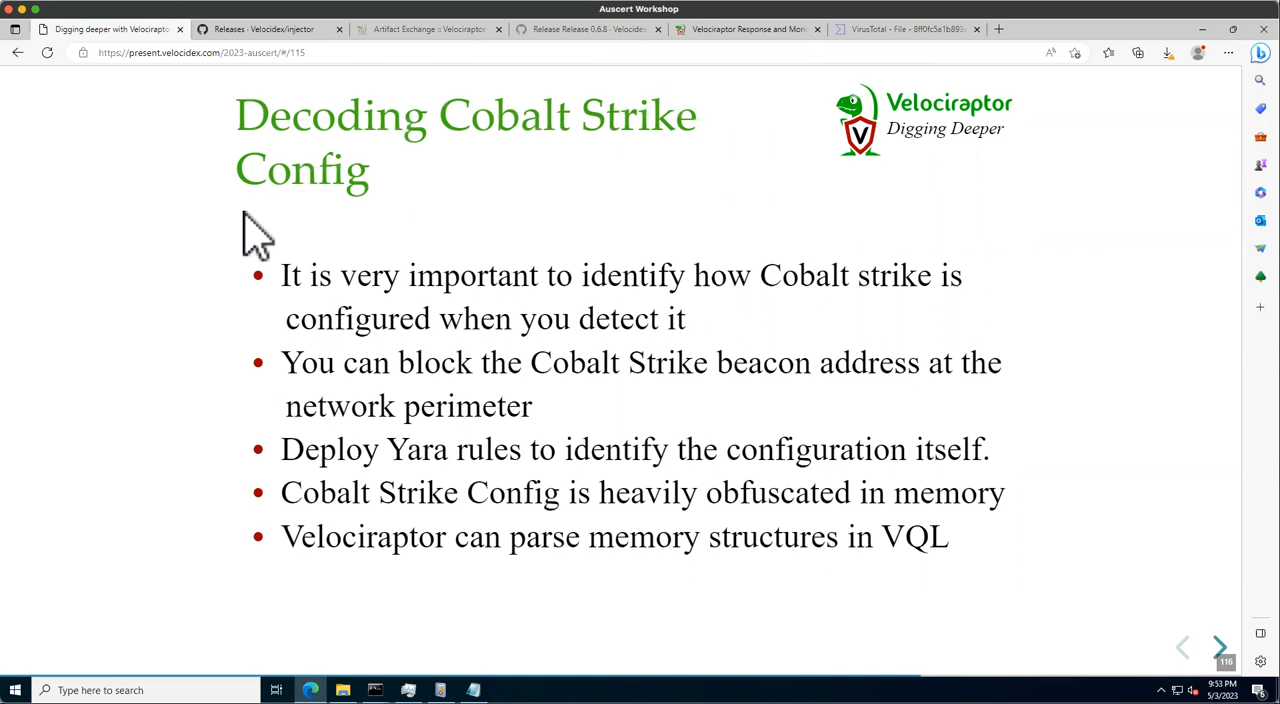 Auscert Workshop
Digging deeper with Velocirapto
Releases · Velocidex/injector
Artifact Exchange :: Velociraptor
Release Release 0.6.8 · Velocidex
Velociraptor Response and Moni
VirusTotal - File - 8ff0fc5a1b893a
https://present.velocidex.com/2023-auscert/#/115
Decoding Cobalt Strike
Config
Velociraptor
Digging Deeper
V
• It is very important to identify how Cobalt strike is
configured when you detect it
• You can block the Cobalt Strike beacon address at the
network perimeter
• Deploy Yara rules to identify the configuration itself.
• Cobalt Strike Config is heavily obfuscated in memory
• Velociraptor can parse memory structures in VQL
116
Type here to search
9:53 PM
5/3/2023
6